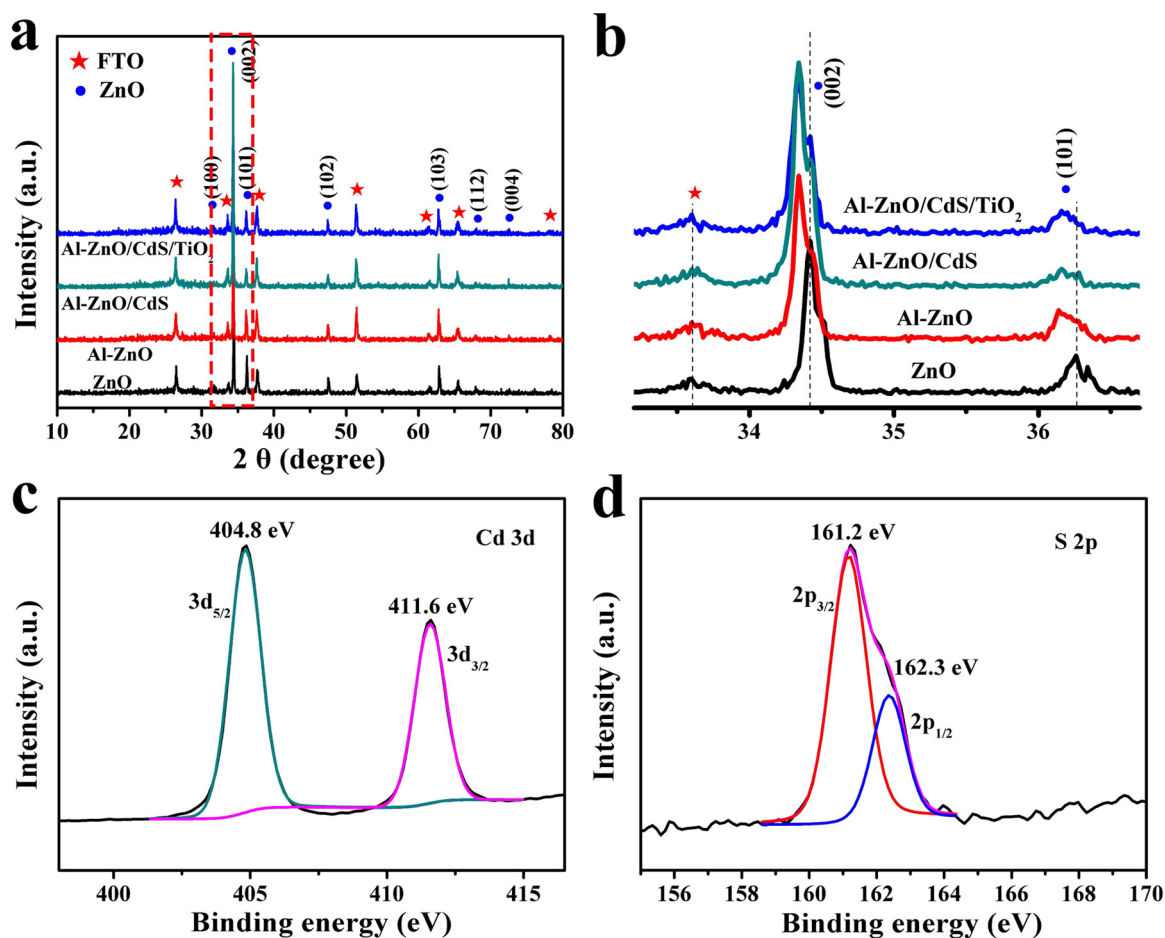 a
Intensity (a.u.)
★ FTO
● ZnO
(100)
(002)
(101)
(102)
(103)
(112)
(004)
Al-ZnO/CdS/TiO₂
Al-ZnO/CdS
Al-ZnO
ZnO
10 20 30 40 50 60 70 80
2 θ (degree)
b
Intensity (a.u.)
(002)
(101)
Al-ZnO/CdS/TiO₂
Al-ZnO/CdS
Al-ZnO
ZnO
34 35 36
c
Intensity (a.u.)
404.8 eV
Cd 3d
3d₅/₂
411.6 eV
3d₃/₂
400 405 410 415
Binding energy (eV)
d
Intensity (a.u.)
161.2 eV
S 2p
2p₃/₂
162.3 eV
2p₁/₂
156 158 160 162 164 166 168 170
Binding energy (eV)